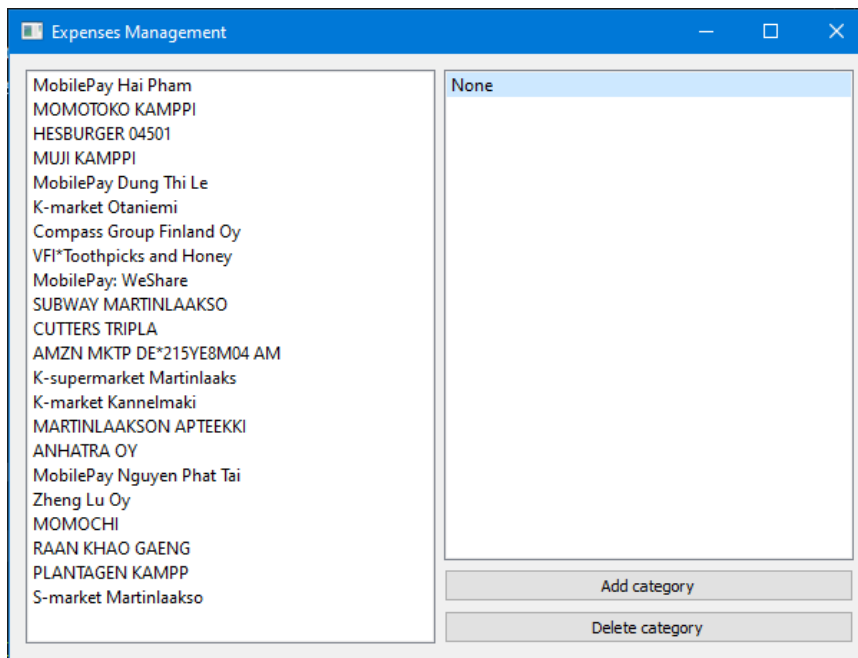 Expenses Management
MobilePay Hai Pham
MOMOTOKO KAMPPI
HESBURGER 04501
MUJI KAMPPI
MobilePay Dung Thi Le
K-market Otaniemi
Compass Group Finland Oy
VFI*Toothpicks and Honey
MobilePay: WeShare
SUBWAY MARTINLAAKSO
CUTTERS TRIPLA
AMZN MKTP DE*215YE8M04 AM
K-supermarket Martinlaaks
K-market Kannelmaki
MARTINLAAKSON APTEEKKI
ANHATRA OY
MobilePay Nguyen Phat Tai
Zheng Lu Oy
MOMOCHI
RAAN KHAO GAENG
PLANTAGEN KAMPP
S-market Martinlaakso
None
Add category
Delete category